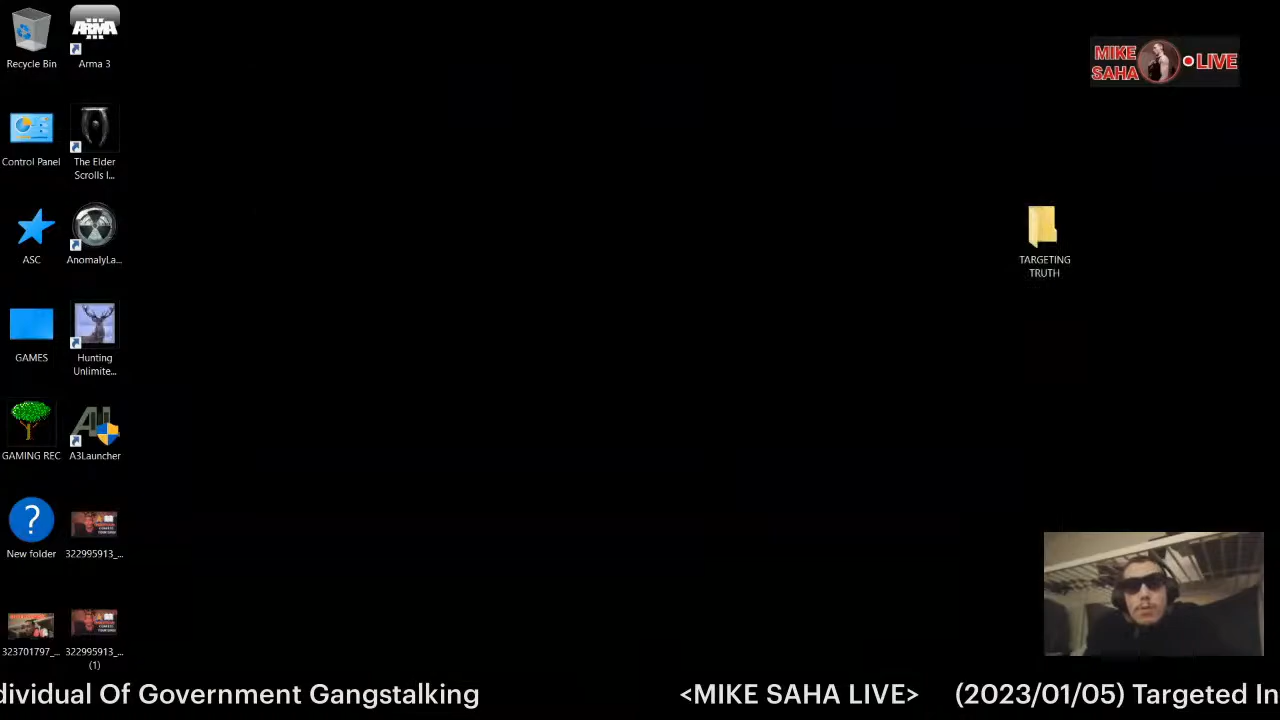 Recycle Bin
Arma 3
Control Panel
The Elder
Scrolls I...
ASC
AnomalyLa...
GAMES
Hunting
Unlimite...
GAMING REC
A3Launcher
New folder
322995913_...
323701797_...
322995913_...
(1)
ARMA
III
MIKE
SAHA
LIVE
TARGETING
TRUTH
dividual Of Government Gangstalking
<MIKE SAHA LIVE>
(2023/01/05) Targeted In